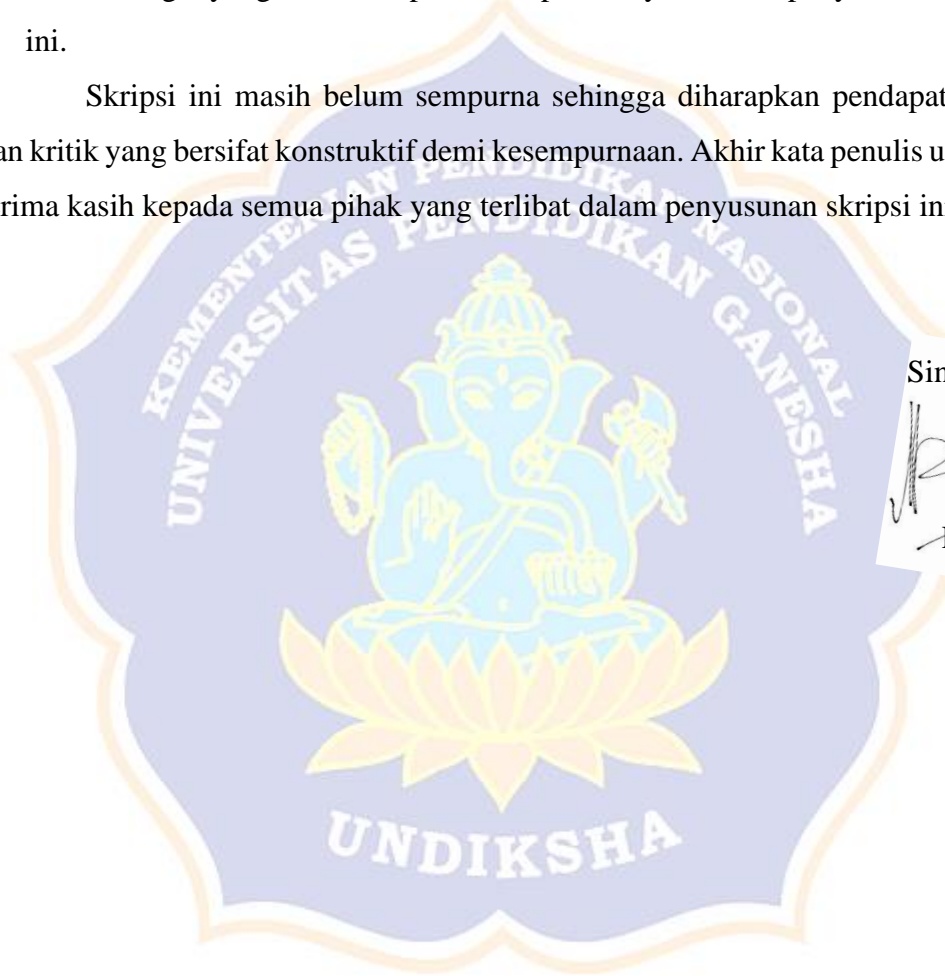 ini.
Skripsi ini masih belum sempurna sehingga diharapkan pendapat
an kritik yang bersifat konstruktif demi kesempurnaan. Akhir kata penulis u
rima kasih kepada semua pihak yang terlibat dalam penyusunan skripsi in
KEMENTERIAN PENDIDIKAN NASIONAL
UNIVERSITAS PENDIDIKAN GANESHA
Sin
UNDIKSHA